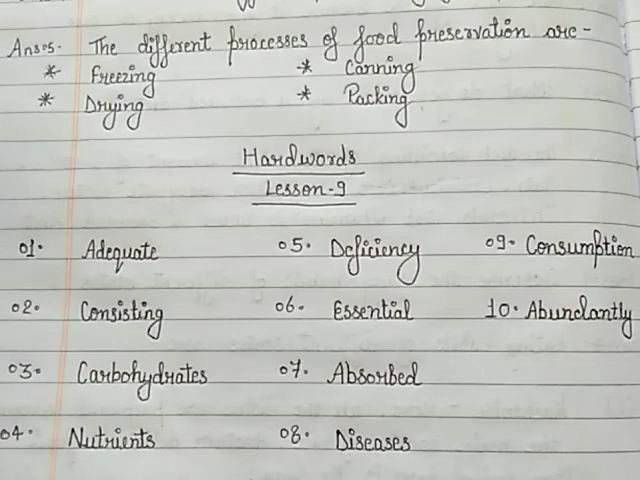 Ans:5. The different processes of food preservation are-
* Freezing * Canning
* Drying * Packing
Hardwords
Lesson-9
01. Adequate 05. Deficiency 09. Consumption
02. Consisting 06. Essential 10. Abundantly
03. Carbohydrates 07. Absorbed
04. Nutrients 08. Diseases